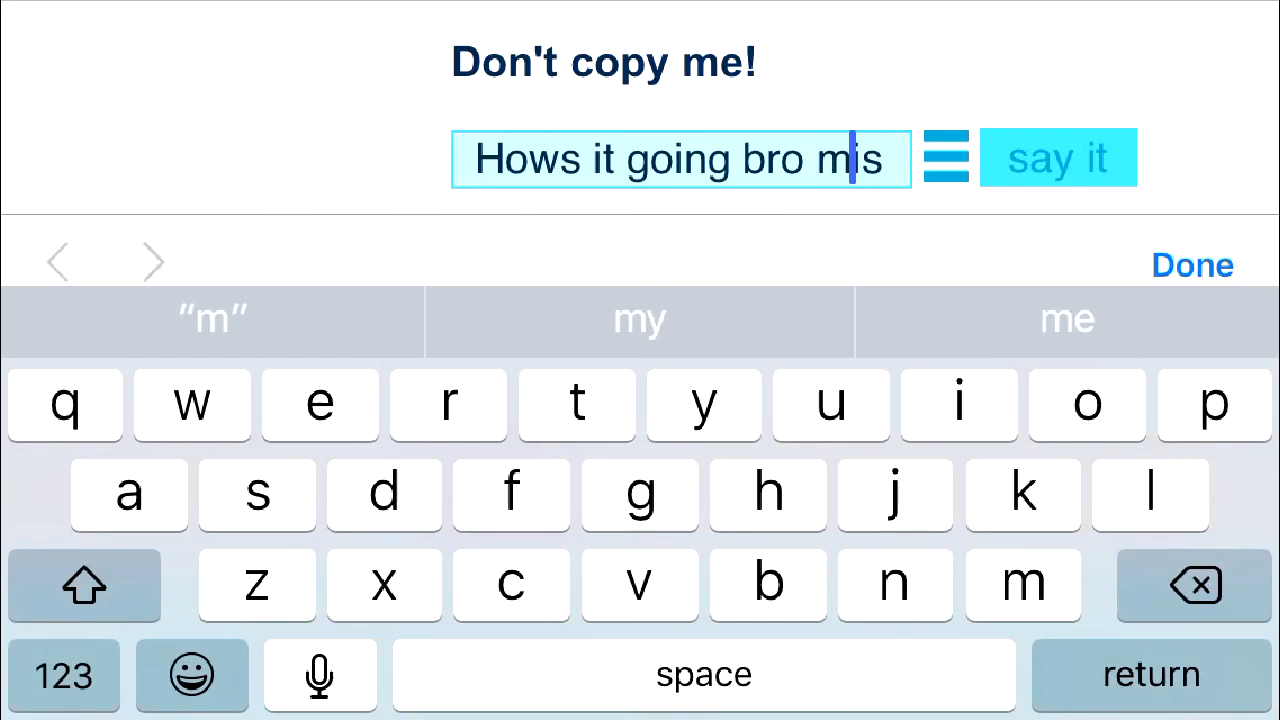 Don't copy me!
Hows it going bro mis
say it
Done
"m" my me
q w e r t y u i o p
a s d f g h j k l
z x c v b n m
123 space return